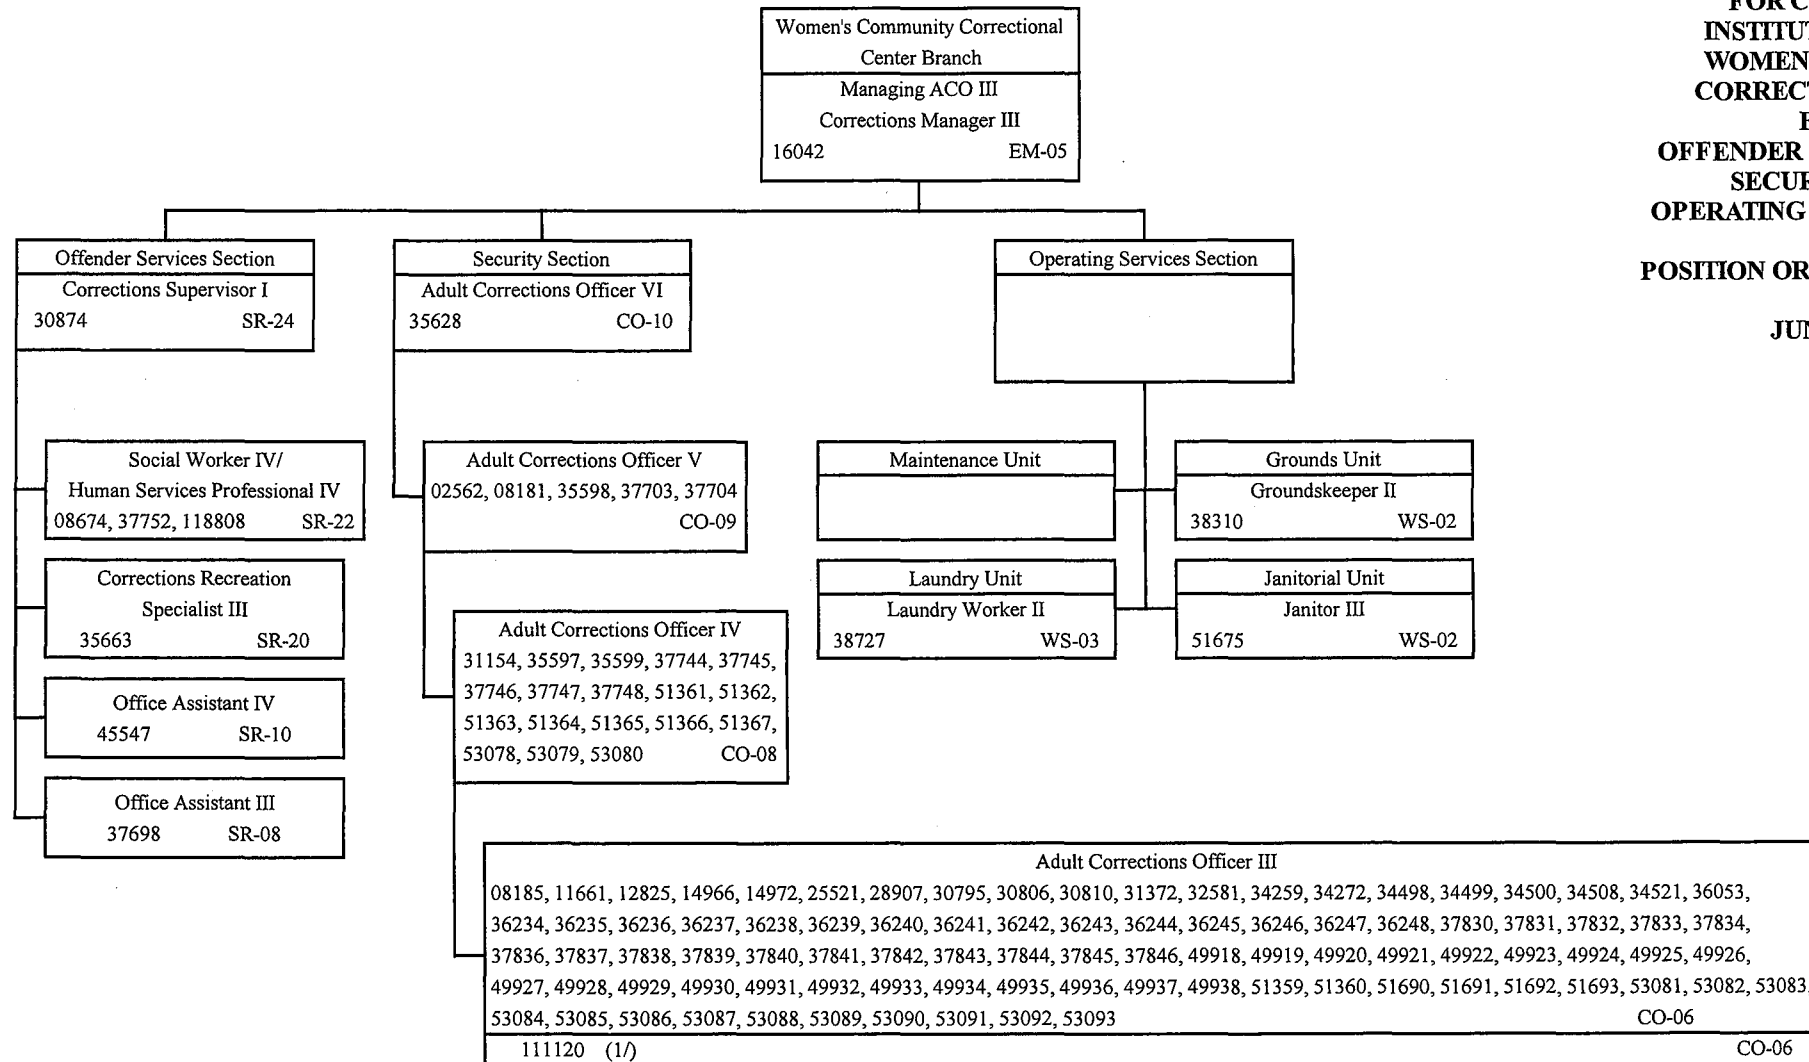 Women's Community Correctional
Center Branch
Managing ACO III
Corrections Manager III
16042 EM-05
FOR C
INSTITUT
WOMEN
CORRECT
OFFENDER
SECUR
OPERATING
POSITION OR
JUN
Offender Services Section
Corrections Supervisor I
30874 SR-24
Security Section
Adult Corrections Officer VI
35628 CO-10
Operating Services Section
Social Worker IV/
Human Services Professional IV
08674, 37752, 118808 SR-22
Corrections Recreation
Specialist III
35663 SR-20
Office Assistant IV
45547 SR-10
Office Assistant III
37698 SR-08
Adult Corrections Officer V
02562, 08181, 35598, 37703, 37704
CO-09
Adult Corrections Officer IV
31154, 35597, 35599, 37744, 37745,
37746, 37747, 37748, 51361, 51362,
51363, 51364, 51365, 51366, 51367,
53078, 53079, 53080 CO-08
Maintenance Unit
Grounds Unit
Groundskeeper II
38310 WS-02
Laundry Unit
Laundry Worker II
38727 WS-03
Janitorial Unit
Janitor III
51675 WS-02
Adult Corrections Officer III
08185, 11661, 12825, 14966, 14972, 25521, 28907, 30795, 30806, 30810, 31372, 32581, 34259, 34272, 34498, 34499, 34500, 34508, 34521, 36053,
36234, 36235, 36236, 36237, 36238, 36239, 36240, 36241, 36242, 36243, 36244, 36245, 36246, 36247, 36248, 37830, 37831, 37832, 37833, 37834,
37836, 37837, 37838, 37839, 37840, 37841, 37842, 37843, 37844, 37845, 37846, 49918, 49919, 49920, 49921, 49922, 49923, 49924, 49925, 49926,
49927, 49928, 49929, 49930, 49931, 49932, 49933, 49934, 49935, 49936, 49937, 49938, 51359, 51360, 51690, 51691, 51692, 51693, 53081, 53082, 53083,
53084, 53085, 53086, 53087, 53088, 53089, 53090, 53091, 53092, 53093 CO-06
111120 (1/) CO-06